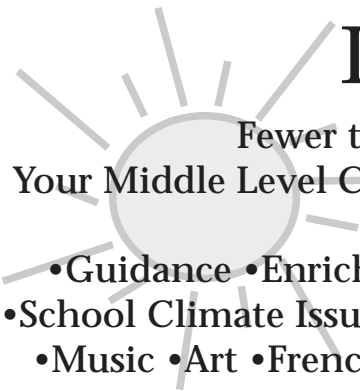 Fewer t
Your Middle Level C
•Guidance •Enrich
•School Climate Issu
•Music •Art •Frenc